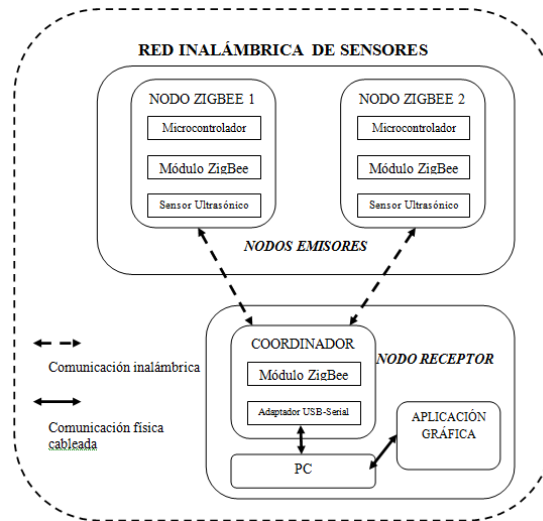 RED INALÁMBRICA DE SENSORES
NODO ZIGBEE 1
Microcontrolador
Módulo ZigBee
Sensor Ultrasónico
NODO ZIGBEE 2
Microcontrolador
Módulo ZigBee
Sensor Ultrasónico
NODOS EMISORES
COORDINADOR
Módulo ZigBee
Adaptador USB-Serial
NODO RECEPTOR
PC
APLICACIÓN
GRÁFICA
Comunicación inalámbrica
Comunicación física
cableada